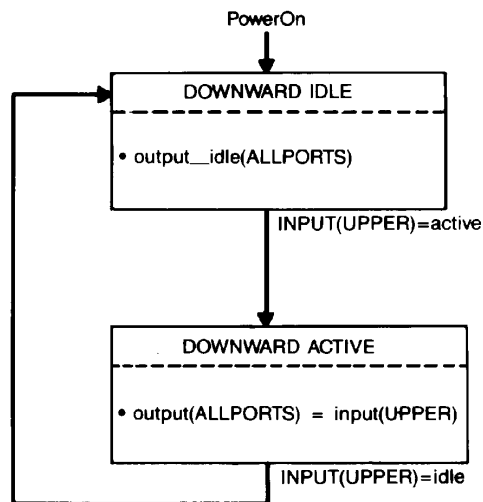 PowerOn
DOWNWARD IDLE
• output__idle(ALLPORTS)
INPUT(UPPER)=active
DOWNWARD ACTIVE
• output(ALLPORTS) = input(UPPER)
INPUT(UPPER)=idle